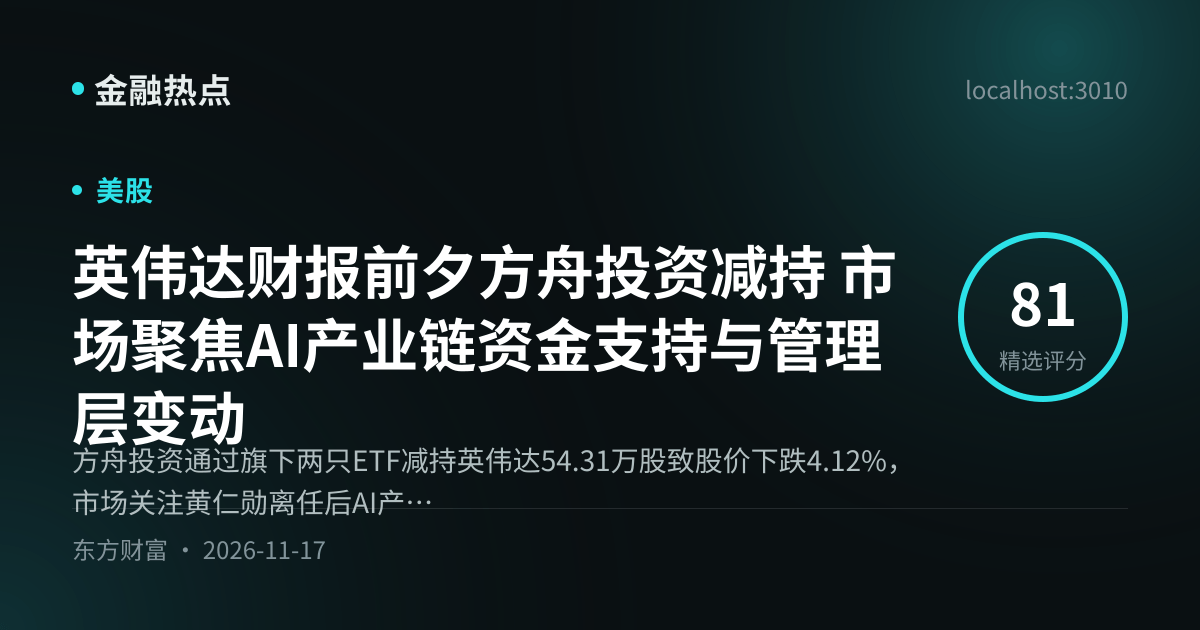 金融热点
localhost:3010
美股
英伟达财报前夕方舟投资减持 市
场聚焦AI产业链资金支持与管理
层变动
81
精选评分
方舟投资通过旗下两只ETF减持英伟达54.31万股致股价下跌4.12%，
市场关注黄仁勋离任后AI产…
东方财富 • 2026-11-17